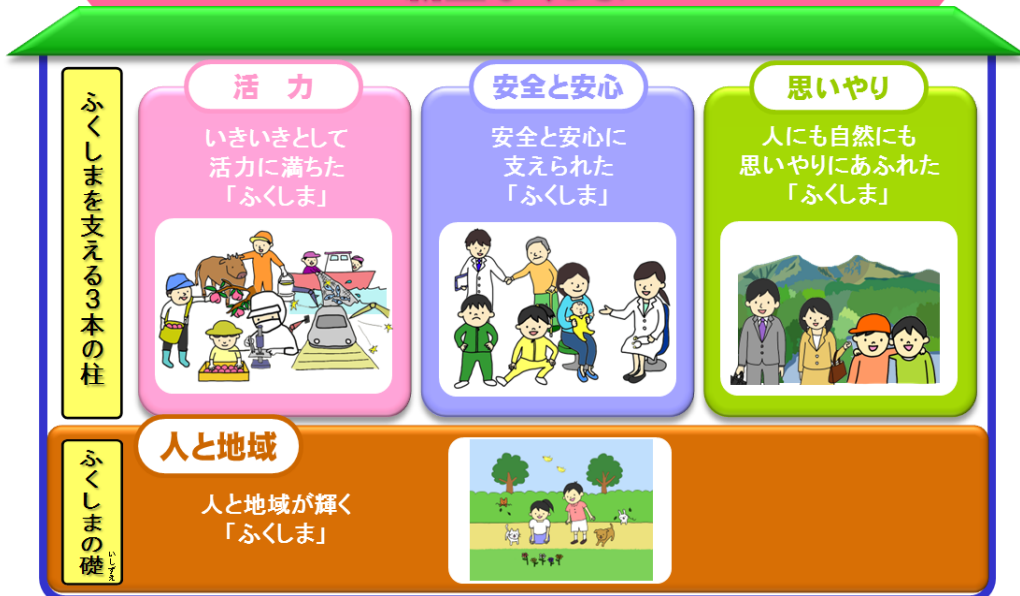 ふくしまを支える3本の柱
活 力
いきいきとして
活力に満ちた
「ふくしま」
安全と安心
安全と安心に
支えられた
「ふくしま」
思いやり
人にも自然にも
思いやりにあふれた
「ふくしま」
ふくしまの礎
いしずえ
人と地域
人と地域が輝く
「ふくしま」